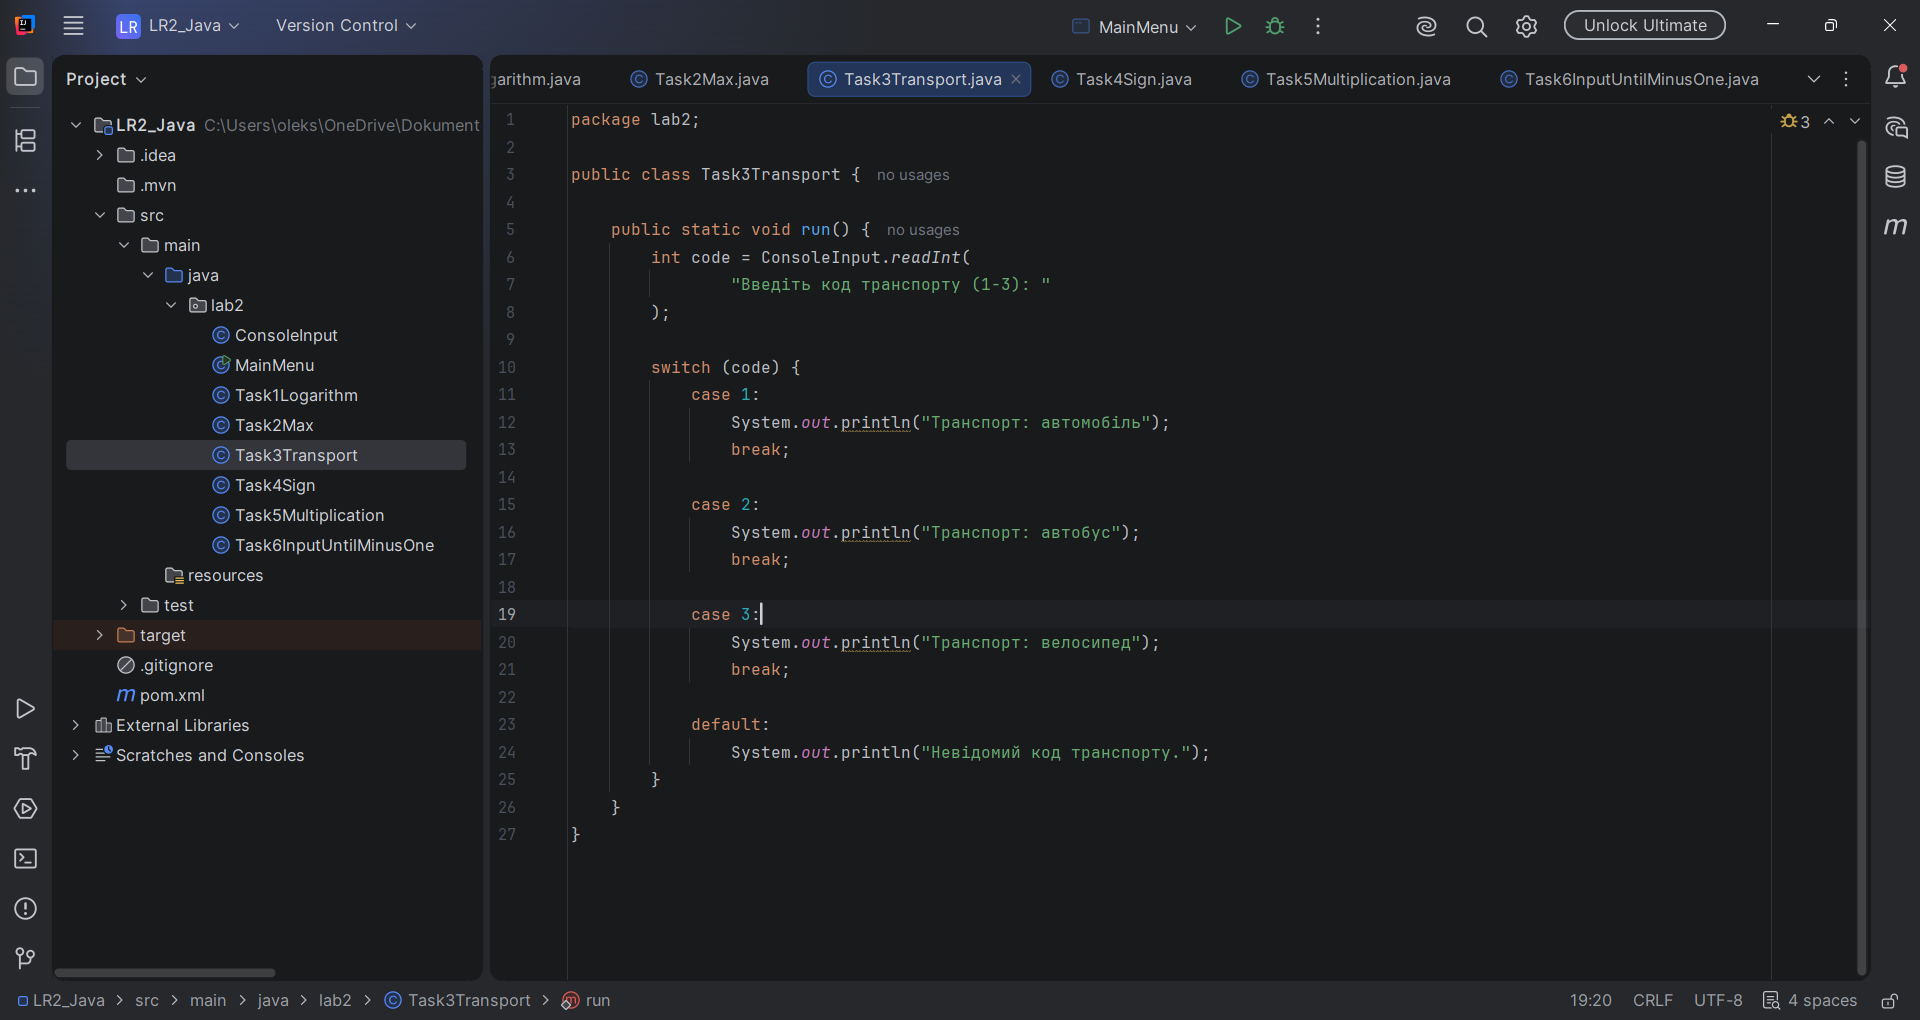 LR LR2_Java Version Control MainMenu Unlock Ultimate
Project
LR2_Java C:\Users\oleks\OneDrive\Dokument
.idea
.mvn
src
main
java
lab2
ConsoleInput
MainMenu
Task1Logarithm
Task2Max
Task3Transport
Task4Sign
Task5Multiplication
Task6InputUntilMinusOne
resources
test
target
.gitignore
pom.xml
External Libraries
Scratches and Consoles
garithm.java Task2Max.java Task3Transport.java Task4Sign.java Task5Multiplication.java Task6InputUntilMinusOne.java
3
1 package lab2;
2
3 public class Task3Transport { no usages
4
5 public static void run() { no usages
6 int code = ConsoleInput.readInt(
7 "Введіть код транспорту (1-3): "
8 );
9
10 switch (code) {
11 case 1:
12 System.out.println("Транспорт: автомобіль");
13 break;
14
15 case 2:
16 System.out.println("Транспорт: автобус");
17 break;
18
19 case 3:
20 System.out.println("Транспорт: велосипед");
21 break;
22
23 default:
24 System.out.println("Невідомий код транспорту.");
25 }
26 }
27 }
LR2_Java > src > main > java > lab2 > Task3Transport > run
19:20 CRLF UTF-8 4 spaces